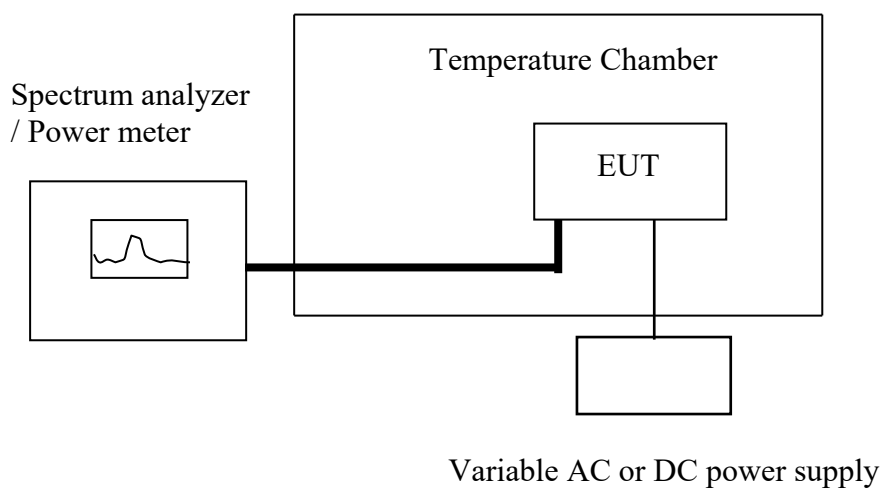 Temperature Chamber
Spectrum analyzer
/ Power meter
EUT
Variable AC or DC power supply